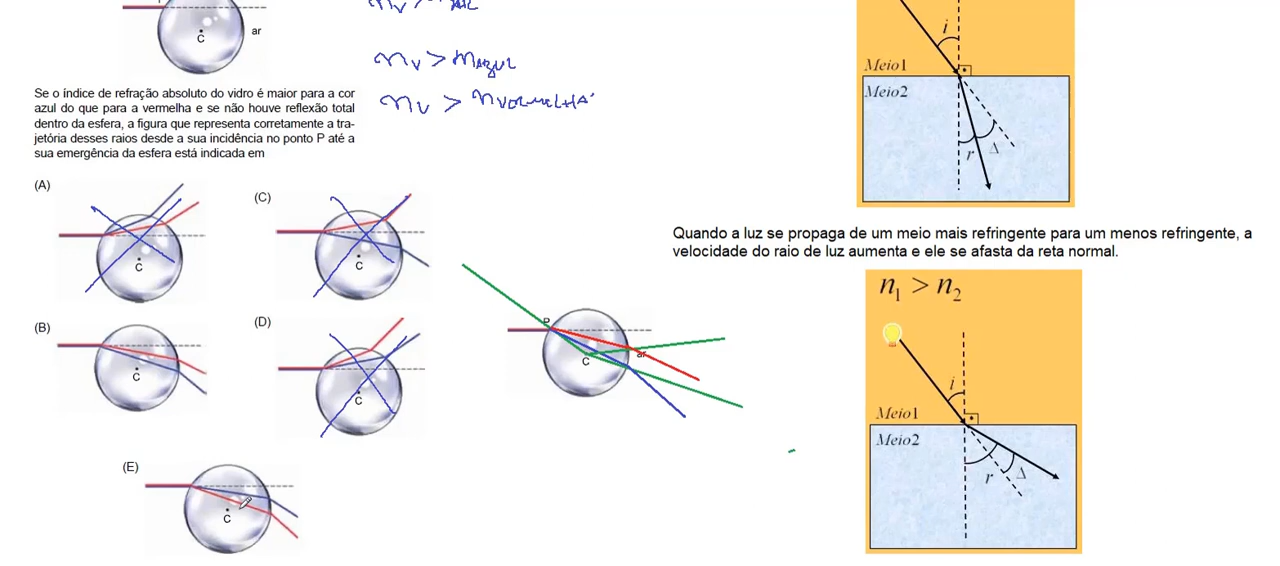 C
ar
nv > nAR
nv > nAZUL
nv > nVERMELHA
Se o índice de refração absoluto do vidro é maior para a cor
azul do que para a vermelha e se não houve reflexão total
dentro da esfera, a figura que representa corretamente a tra-
jetória desses raios desde a sua incidência no ponto P até a
sua emergência da esfera está indicada em
(A)
C
(C)
C
(B)
C
(D)
C
(E)
C
P
ar
C
i
Meio1
Meio2
r
Δ
Quando a luz se propaga de um meio mais refringente para um menos refringente, a
velocidade do raio de luz aumenta e ele se afasta da reta normal.
n1 > n2
i
Meio1
Meio2
r
Δ